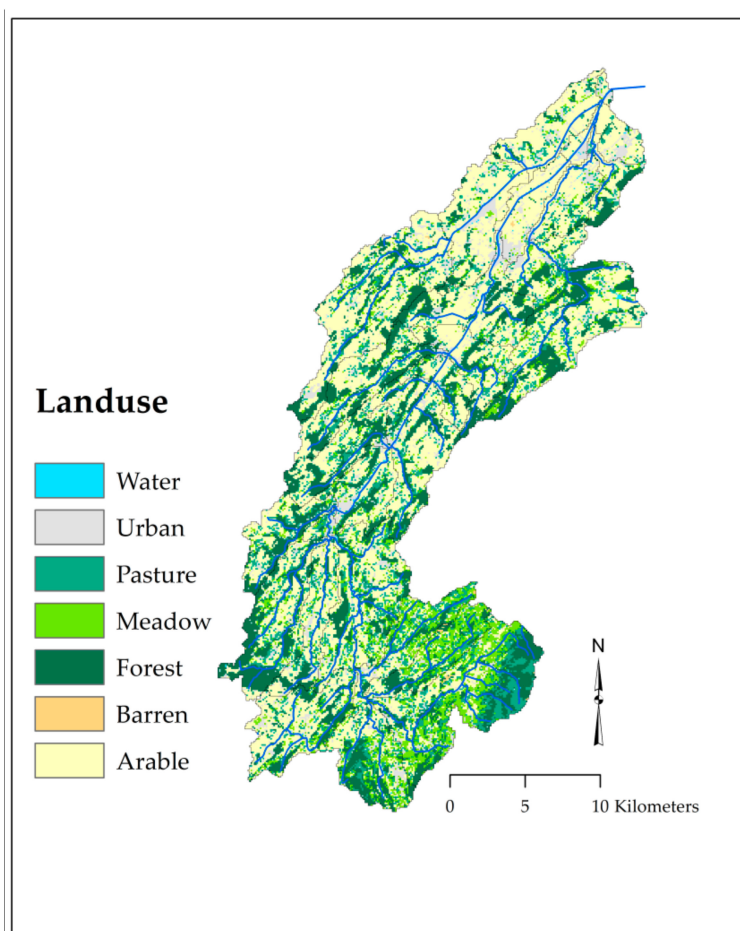 Landuse
Water
Urban
Pasture
Meadow
Forest
Barren
Arable
N
0 5 10 Kilometers